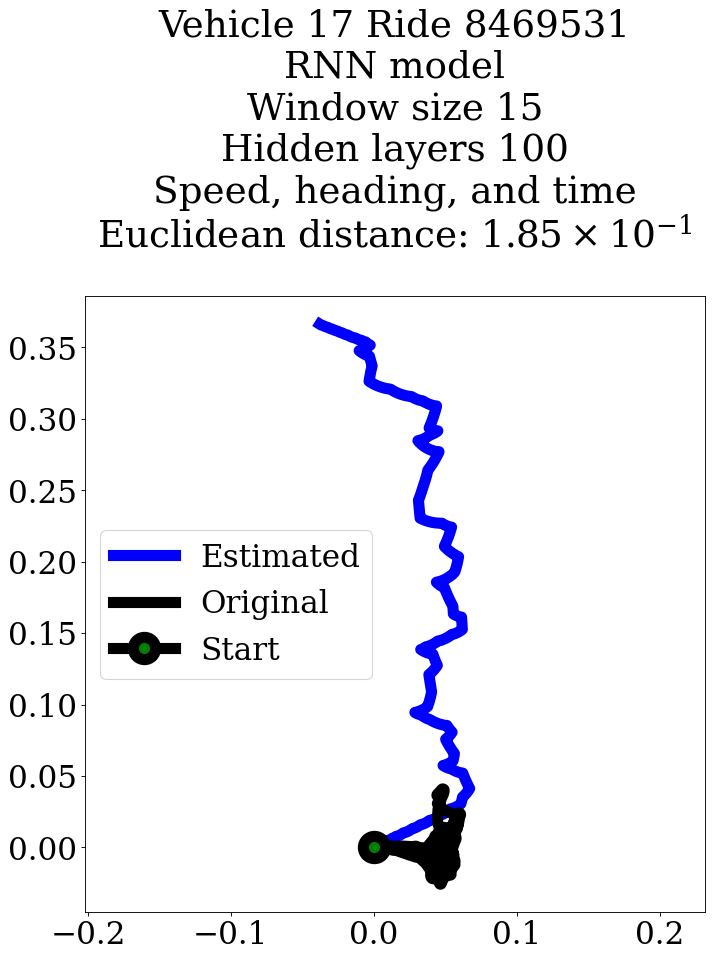 Vehicle 17 Ride 8469531
RNN model
Window size 15
Hidden layers 100
Speed, heading, and time
Euclidean distance: 1.85 × 10⁻¹
0.35
0.30
0.25
0.20
0.15
0.10
0.05
0.00
Estimated
Original
Start
−0.2
−0.1
0.0
0.1
0.2